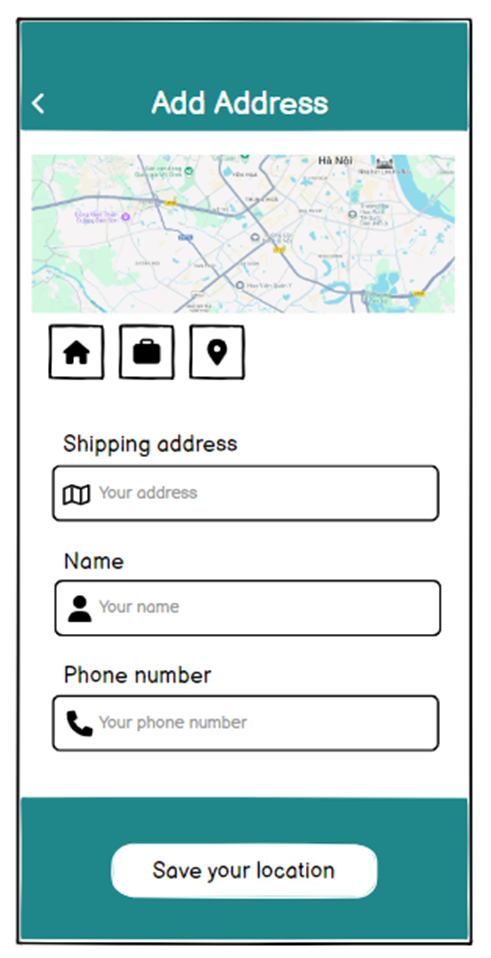 Add Address
Hà Nội
Shipping address
Your address
Name
Your name
Phone number
Your phone number
Save your location